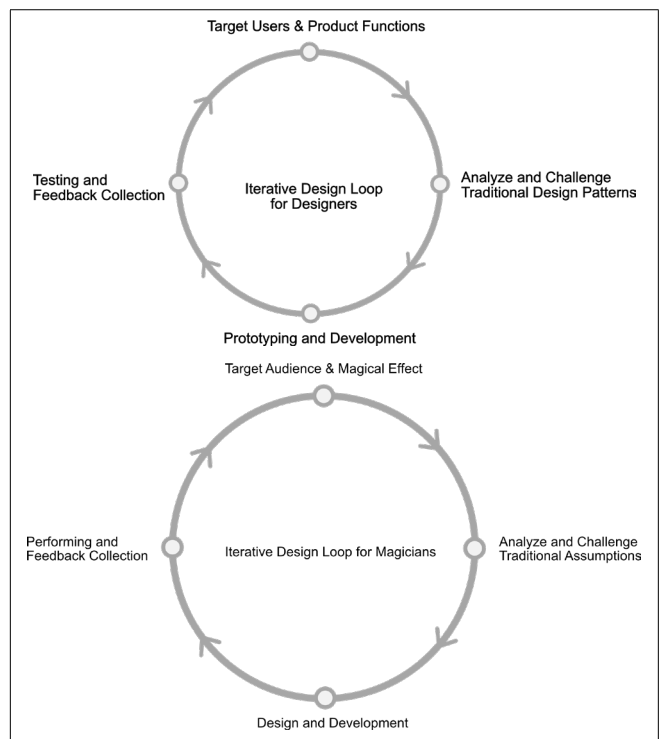 Target Users & Product Functions
Testing and
Feedback Collection
Iterative Design Loop
for Designers
Analyze and Challenge
Traditional Design Patterns
Prototyping and Development
Target Audience & Magical Effect
Performing and
Feedback Collection
Iterative Design Loop for Magicians
Analyze and Challenge
Traditional Assumptions
Design and Development